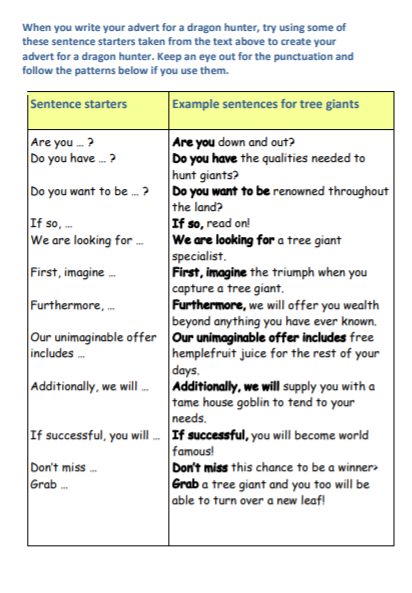 When you write your advert for a dragon hunter, try using some of
these sentence starters taken from the text above to create your
advert for a dragon hunter. Keep an eye out for the punctuation and
follow the patterns below if you use them.
Sentence starters
Example sentences for tree giants
Are you … ?
Are you down and out?
Do you have … ?
Do you have the qualities needed to
hunt giants?
Do you want to be … ?
Do you want to be renowned throughout
the land?
If so, …
If so, read on!
We are looking for …
We are looking for a tree giant
specialist.
First, imagine …
First, imagine the triumph when you
capture a tree giant.
Furthermore, …
Furthermore, we will offer you wealth
beyond anything you have ever known.
Our unimaginable offer
includes …
Our unimaginable offer includes free
hemplefruit juice for the rest of your
days.
Additionally, we will …
Additionally, we will supply you with a
tame house goblin to tend to your
needs.
If successful, you will …
If successful, you will become world
famous!
Don't miss …
Don't miss this chance to be a winner>
Grab …
Grab a tree giant and you too will be
able to turn over a new leaf!